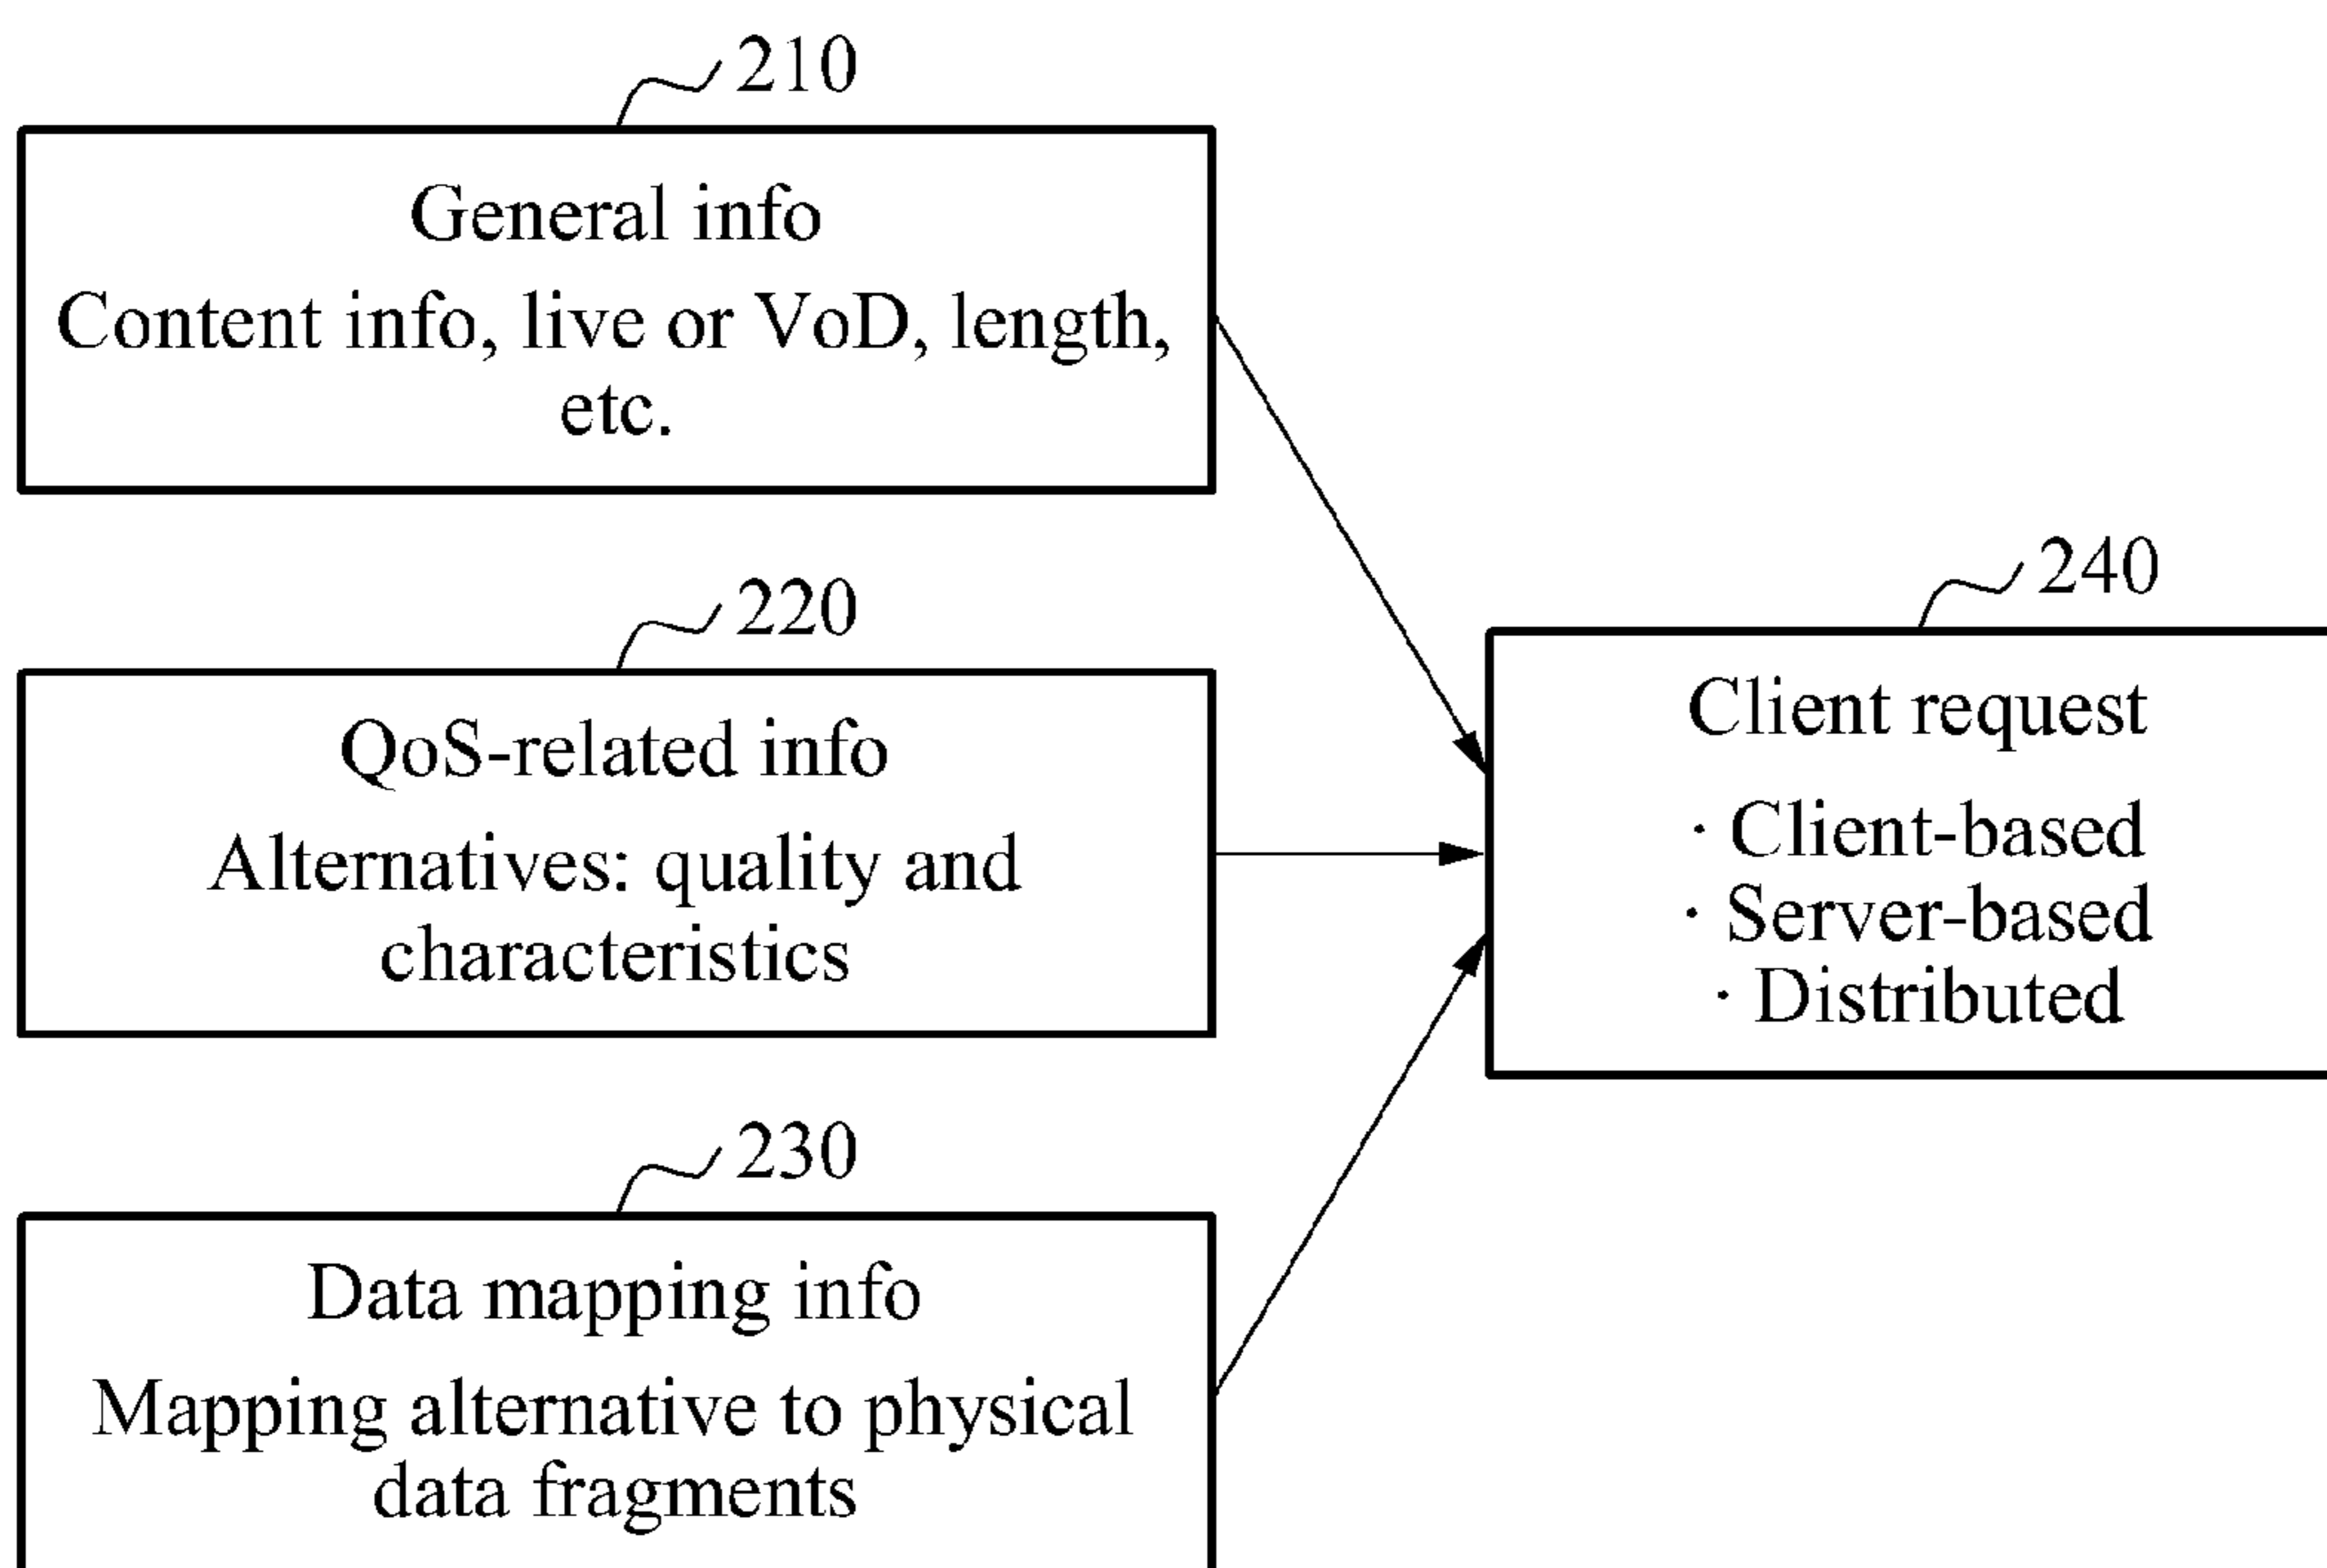 210
General info
Content info, live or VoD, length,
etc.
220
QoS-related info
Alternatives: quality and
characteristics
230
Data mapping info
Mapping alternative to physical
data fragments
240
Client request
· Client-based
· Server-based
· Distributed